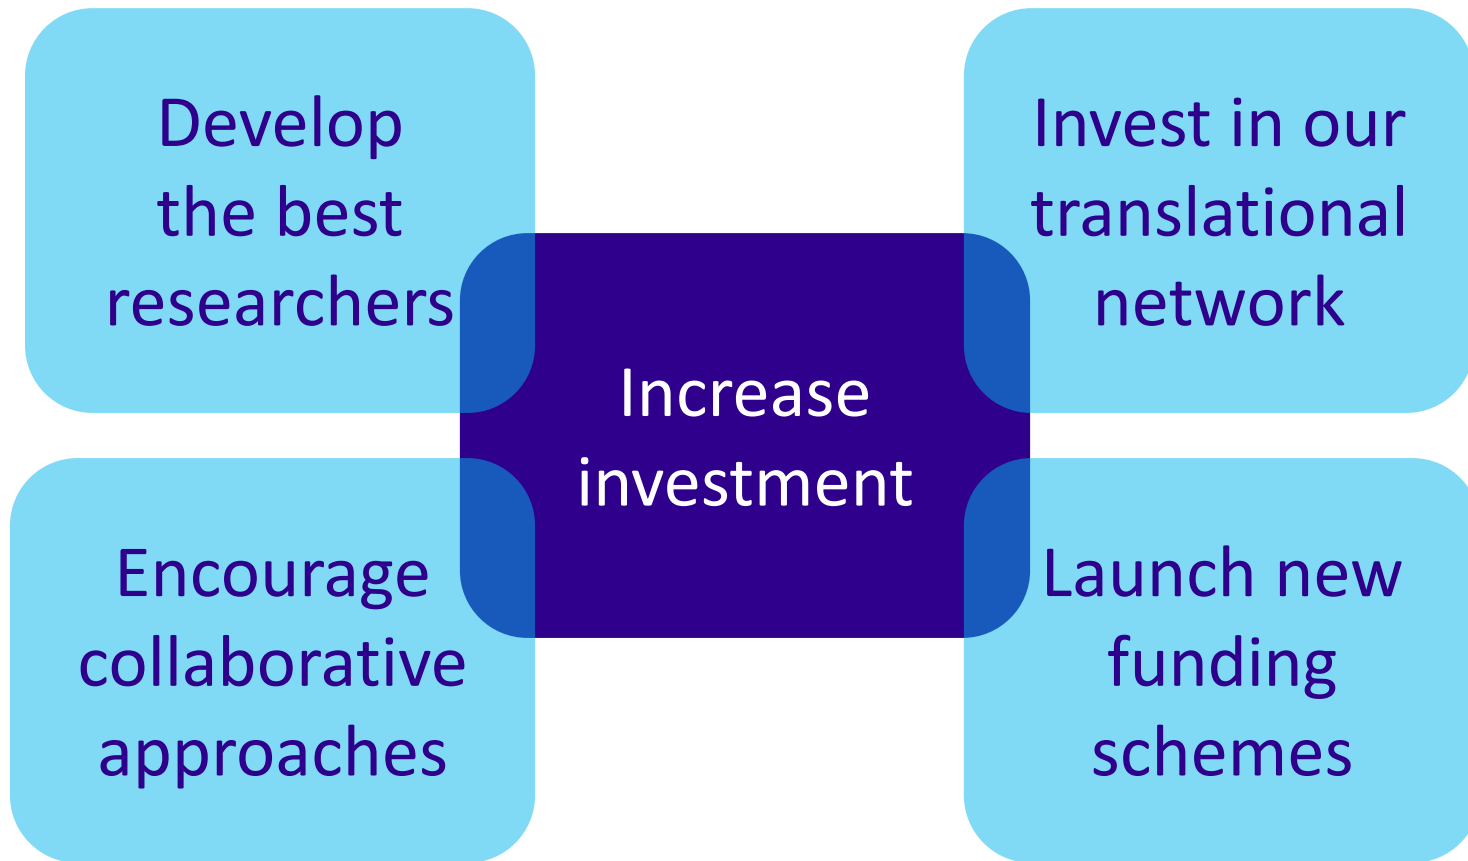 Develop
the best
researchers
Invest in our
translational
network
Increase
investment
Encourage
collaborative
approaches
Launch new
funding
schemes